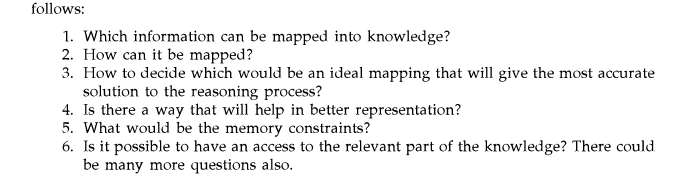 follows:
1. Which information can be mapped into knowledge?
2. How can it be mapped?
3. How to decide which would be an ideal mapping that will give the most accurate
solution to the reasoning process?
4. Is there a way that will help in better representation?
5. What would be the memory constraints?
6. Is it possible to have an access to the relevant part of the knowledge? There could
be many more questions also.